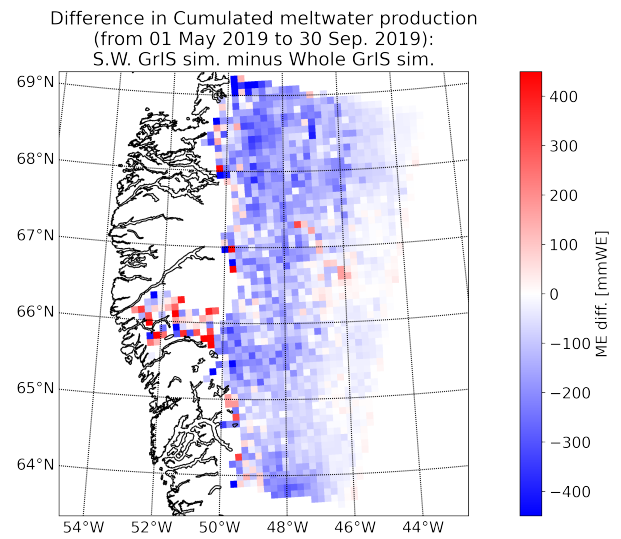 Difference in Cumulated meltwater production
(from 01 May 2019 to 30 Sep. 2019):
S.W. GrIS sim. minus Whole GrIS sim.
69°N
68°N
67°N
66°N
65°N
64°N
54°W 52°W 50°W 48°W 46°W 44°W
400
300
200
100
0
−100
−200
−300
−400
ME diff. [mmWE]